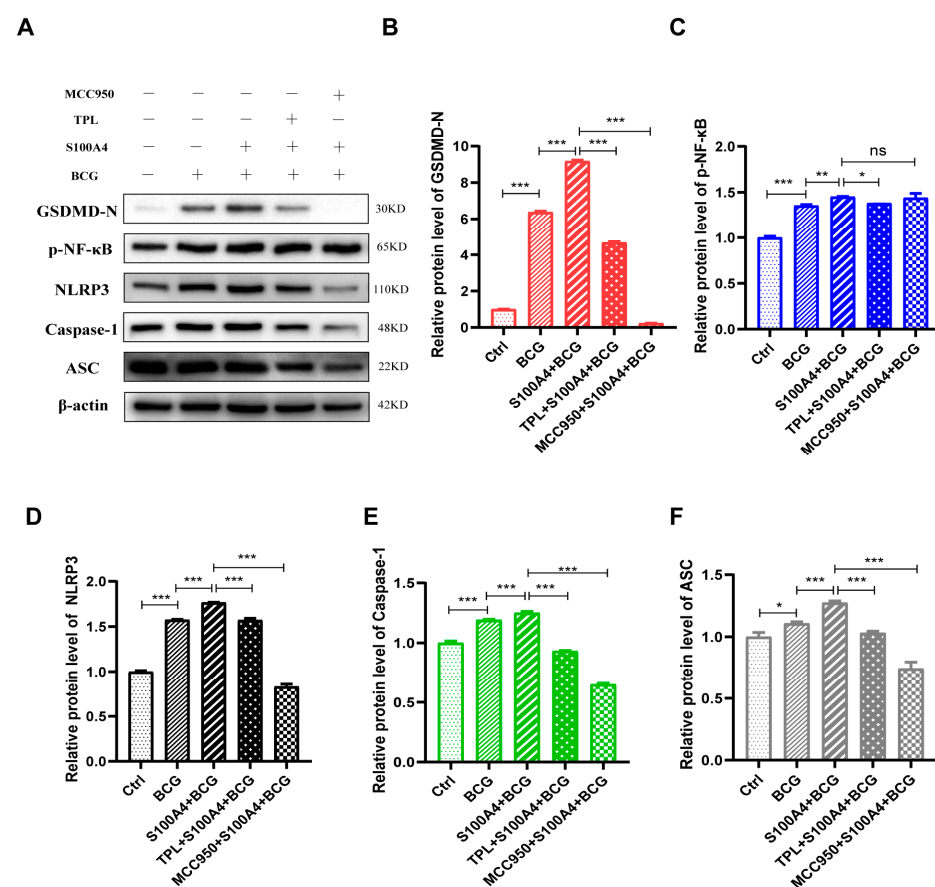 A
MCC950 − − − − +
TPL − − − + −
S100A4 − − + + +
BCG − + + + +
GSDMD-N 30KD
p-NF-κB 65KD
NLRP3 110KD
Caspase-1 48KD
ASC 22KD
β-actin 42KD
B
Relative protein level of GSDMD-N
10
8
6
4
2
0
***
***
***
***
Ctrl
BCG
S100A4+BCG
TPL+S100A4+BCG
MCC950+S100A4+BCG
C
Relative protein level of p-NF-κB
2.0
1.5
1.0
0.5
0.0
***
**
*
ns
Ctrl
BCG
S100A4+BCG
TPL+S100A4+BCG
MCC950+S100A4+BCG
D
Relative protein level of NLRP3
2.0
1.5
1.0
0.5
0.0
***
***
***
***
Ctrl
BCG
S100A4+BCG
TPL+S100A4+BCG
MCC950+S100A4+BCG
E
Relative protein level of Caspase-1
1.5
1.0
0.5
0.0
***
***
***
***
Ctrl
BCG
S100A4+BCG
TPL+S100A4+BCG
MCC950+S100A4+BCG
F
Relative protein level of ASC
1.5
1.0
0.5
0.0
*
***
***
***
Ctrl
BCG
S100A4+BCG
TPL+S100A4+BCG
MCC950+S100A4+BCG